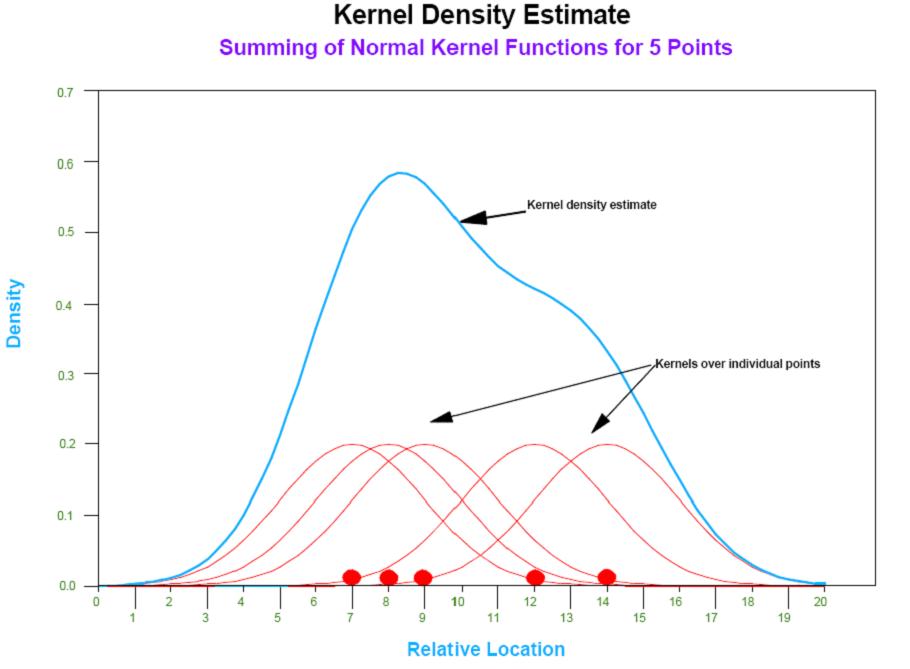 Kernel Density Estimate
Summing of Normal Kernel Functions for 5 Points
0.7
0.6
Kernel density estimate
0.5
0.4
Density
Kernels over individual points
0.3
0.2
0.1
0.0
0 2 4 6 8 10 12 14 16 18 20
1 3 5 7 9 11 13 15 17 19
Relative Location